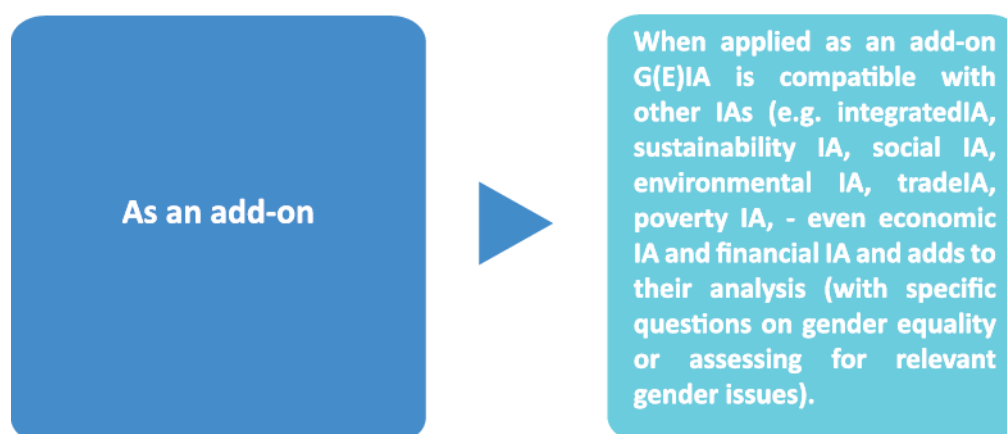 As an add-on
When applied as an add-on
G(E)IA is compatible with
other IAs (e.g. integratedIA,
sustainability IA, social IA,
environmental IA, tradeIA,
poverty IA, - even economic
IA and financial IA and adds to
their analysis (with specific
questions on gender equality
or assessing for relevant
gender issues).